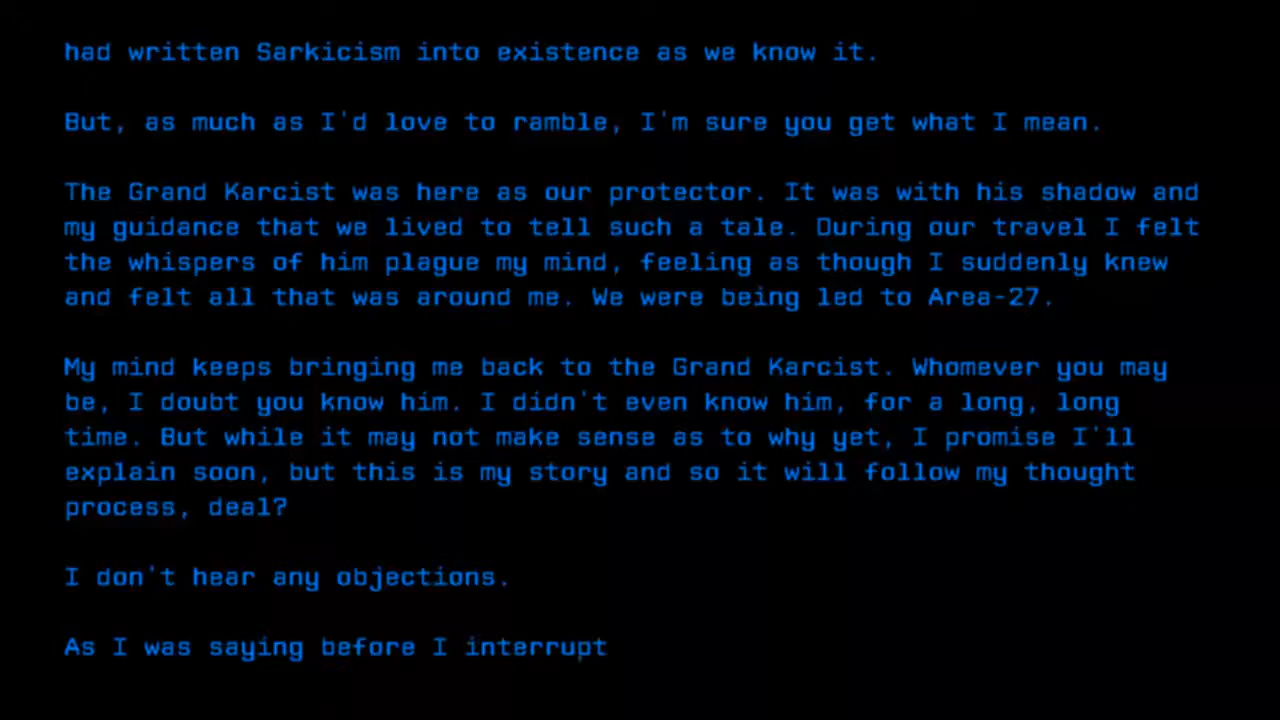 had written Sarkicism into existence as we know it.
But, as much as I'd love to ramble, I'm sure you get what I mean.
The Grand Karcist was here as our protector. It was with his shadow and
my guidance that we lived to tell such a tale. During our travel I felt
the whispers of him plague my mind, feeling as though I suddenly knew
and felt all that was around me. We were being led to Area-27.
My mind keeps bringing me back to the Grand Karcist. Whomever you may
be, I doubt you know him. I didn't even know him, for a long, long
time. But while it may not make sense as to why yet, I promise I'll
explain soon, but this is my story and so it will follow my thought
process, deal?
I don't hear any objections.
As I was saying before I interrupt